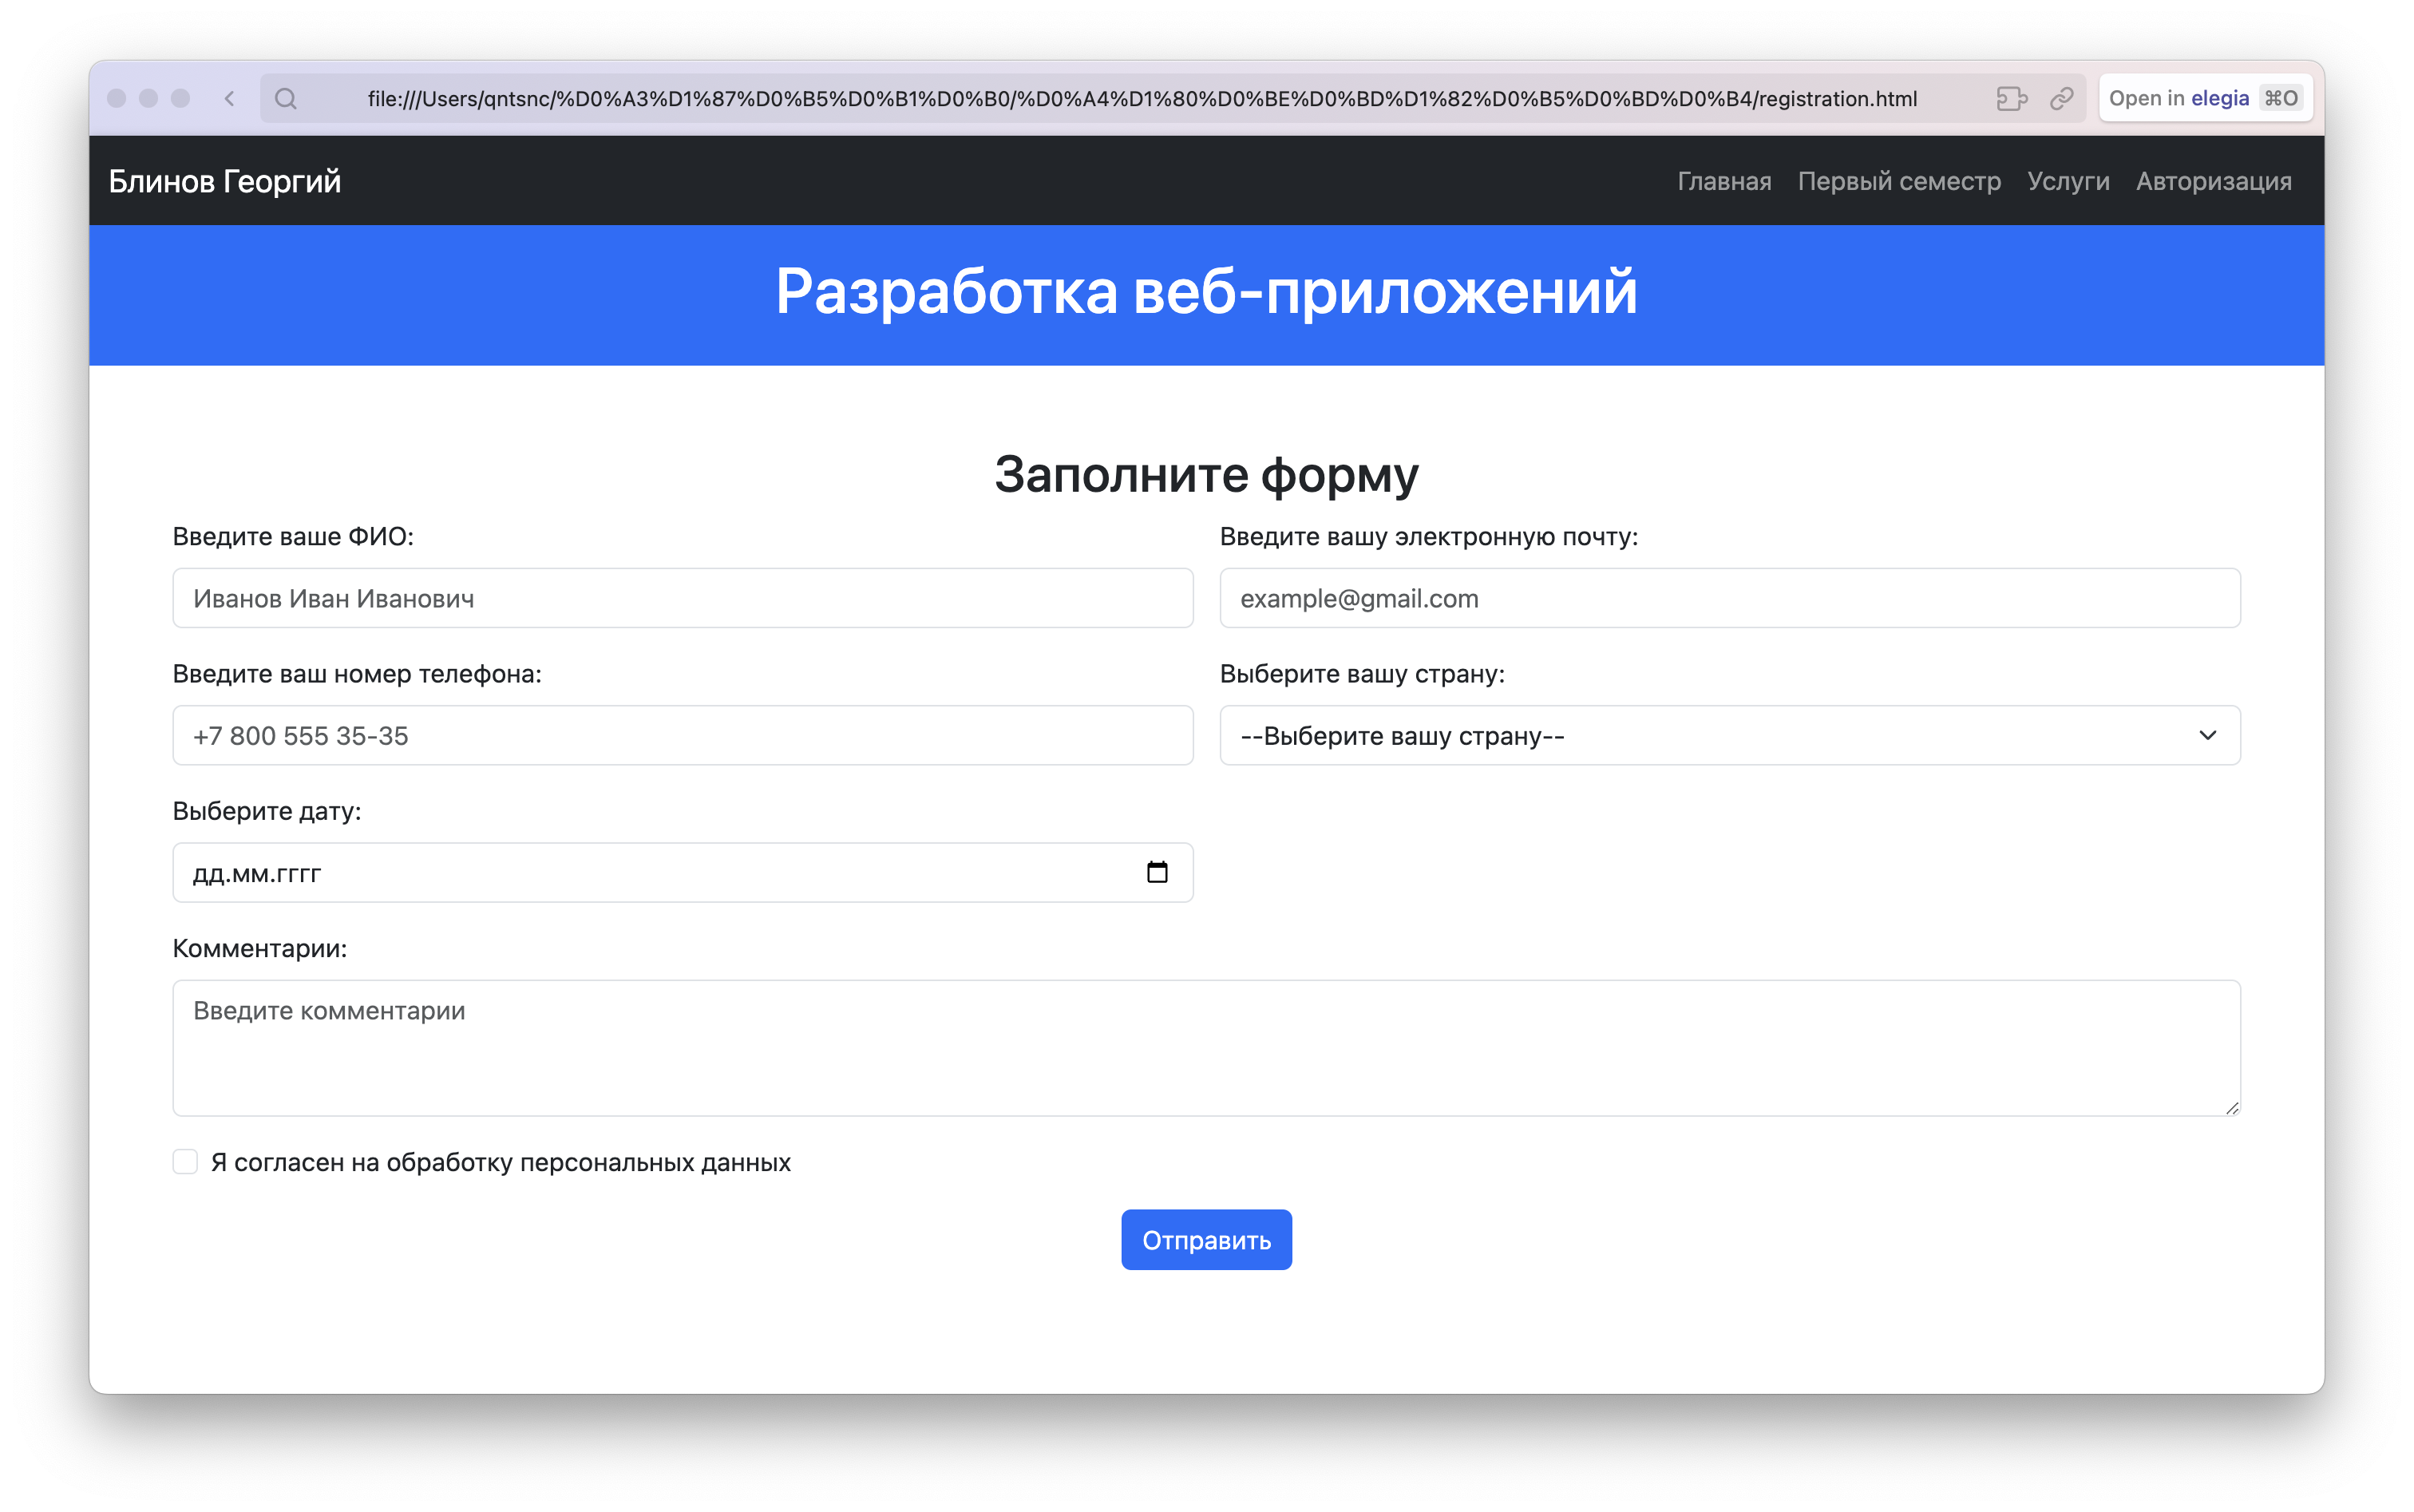 file:///Users/qntsnc/%D0%A3%D1%87%D0%B5%D0%B1%D0%B0/%D0%A4%D1%80%D0%BE%D0%BD%D1%82%D0%B5%D0%BD%D0%B4/registration.html Open in elegia ⌘O
Блинов Георгий Главная Первый семестр Услуги Авторизация
Разработка веб-приложений
Заполните форму
Введите ваше ФИО: Введите вашу электронную почту:
Иванов Иван Иванович example@gmail.com
Введите ваш номер телефона: Выберите вашу страну:
+7 800 555 35-35 --Выберите вашу страну--
Выберите дату:
дд.мм.гггг
Комментарии:
Введите комментарии
Я согласен на обработку персональных данных
Отправить